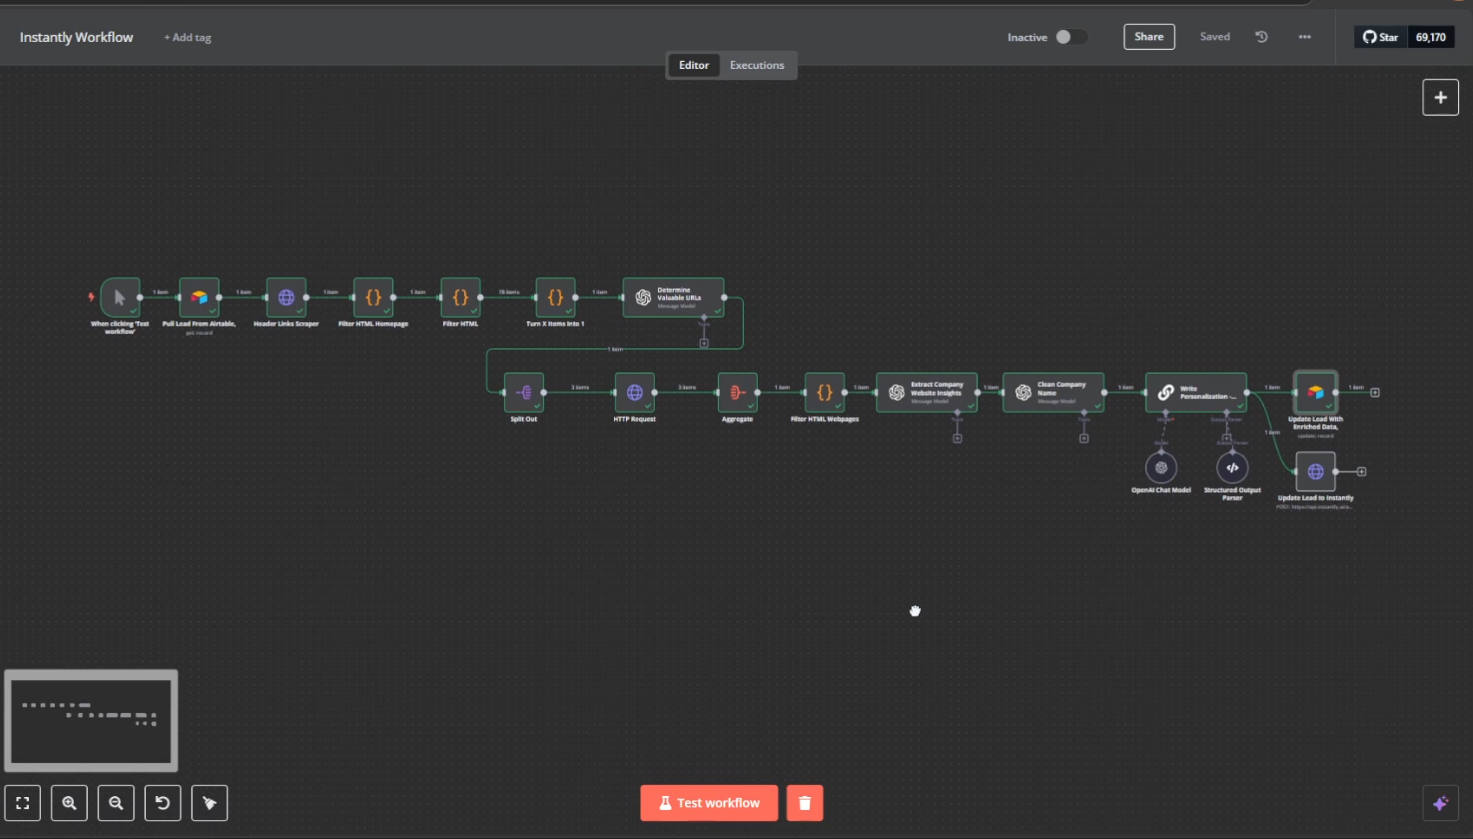 Instantly Workflow
+ Add tag
Inactive
Share
Saved
Star
69,170
Editor
Executions
1 item
1 item
1 item
1 item
78 items
1 item
Determine
Valuable URLs
Message Model
When clicking 'Test
workflow'
Pull Lead From Airtable,
get: record
Header Links Scraper
Filter HTML Homepage
Filter HTML
Turn X Items Into 1
Tools
1 item
3 items
3 items
1 item
1 item
Extract Company
Website Insights
Message Model
1 item
Clean Company
Name
Message Model
1 item
Write
Personalization -...
1 item
1 item
Split Out
HTTP Request
Aggregate
Filter HTML Webpages
Tools
Tools
Model*
Output Parser
Update Lead With
Enriched Data,
update: record
1 item
Model
Output Parser
OpenAI Chat Model
Structured Output
Parser
Update Lead to Instantly
Test workflow